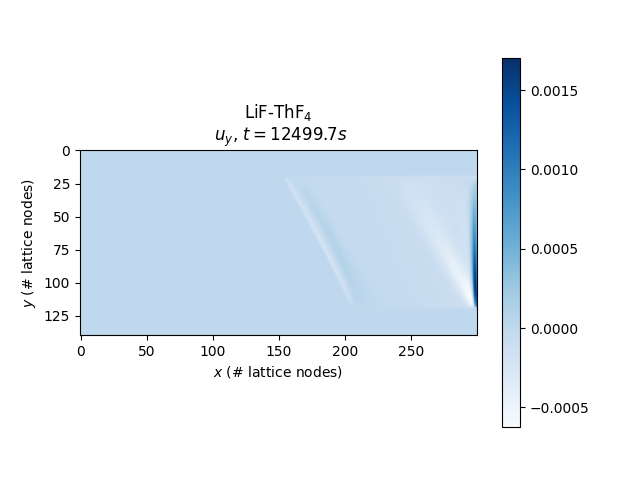 LiF-ThF₄
u_y, t = 12499.7s
0
25
50
75
100
125
y (# lattice nodes)
0 50 100 150 200 250
x (# lattice nodes)
0.0015
0.0010
0.0005
0.0000
−0.0005